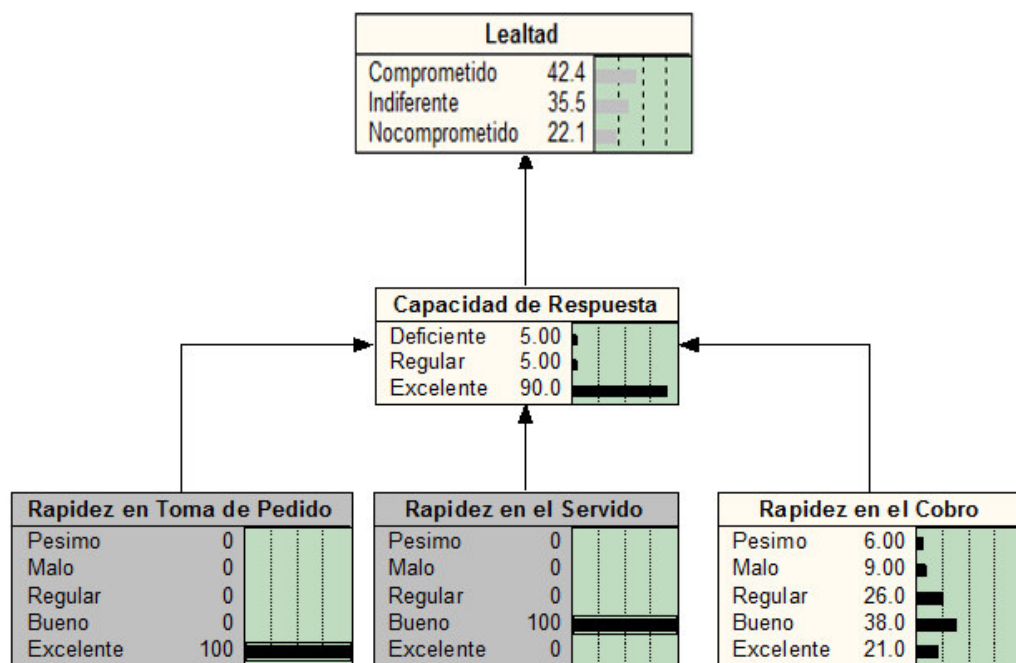 Lealtad
Comprometido 42.4
Indiferente 35.5
Nocomprometido 22.1
Capacidad de Respuesta
Deficiente 5.00
Regular 5.00
Excelente 90.0
Rapidez en Toma de Pedido
Pesimo 0
Malo 0
Regular 0
Bueno 0
Excelente 100
Rapidez en el Servido
Pesimo 0
Malo 0
Regular 0
Bueno 100
Excelente 0
Rapidez en el Cobro
Pesimo 6.00
Malo 9.00
Regular 26.0
Bueno 38.0
Excelente 21.0